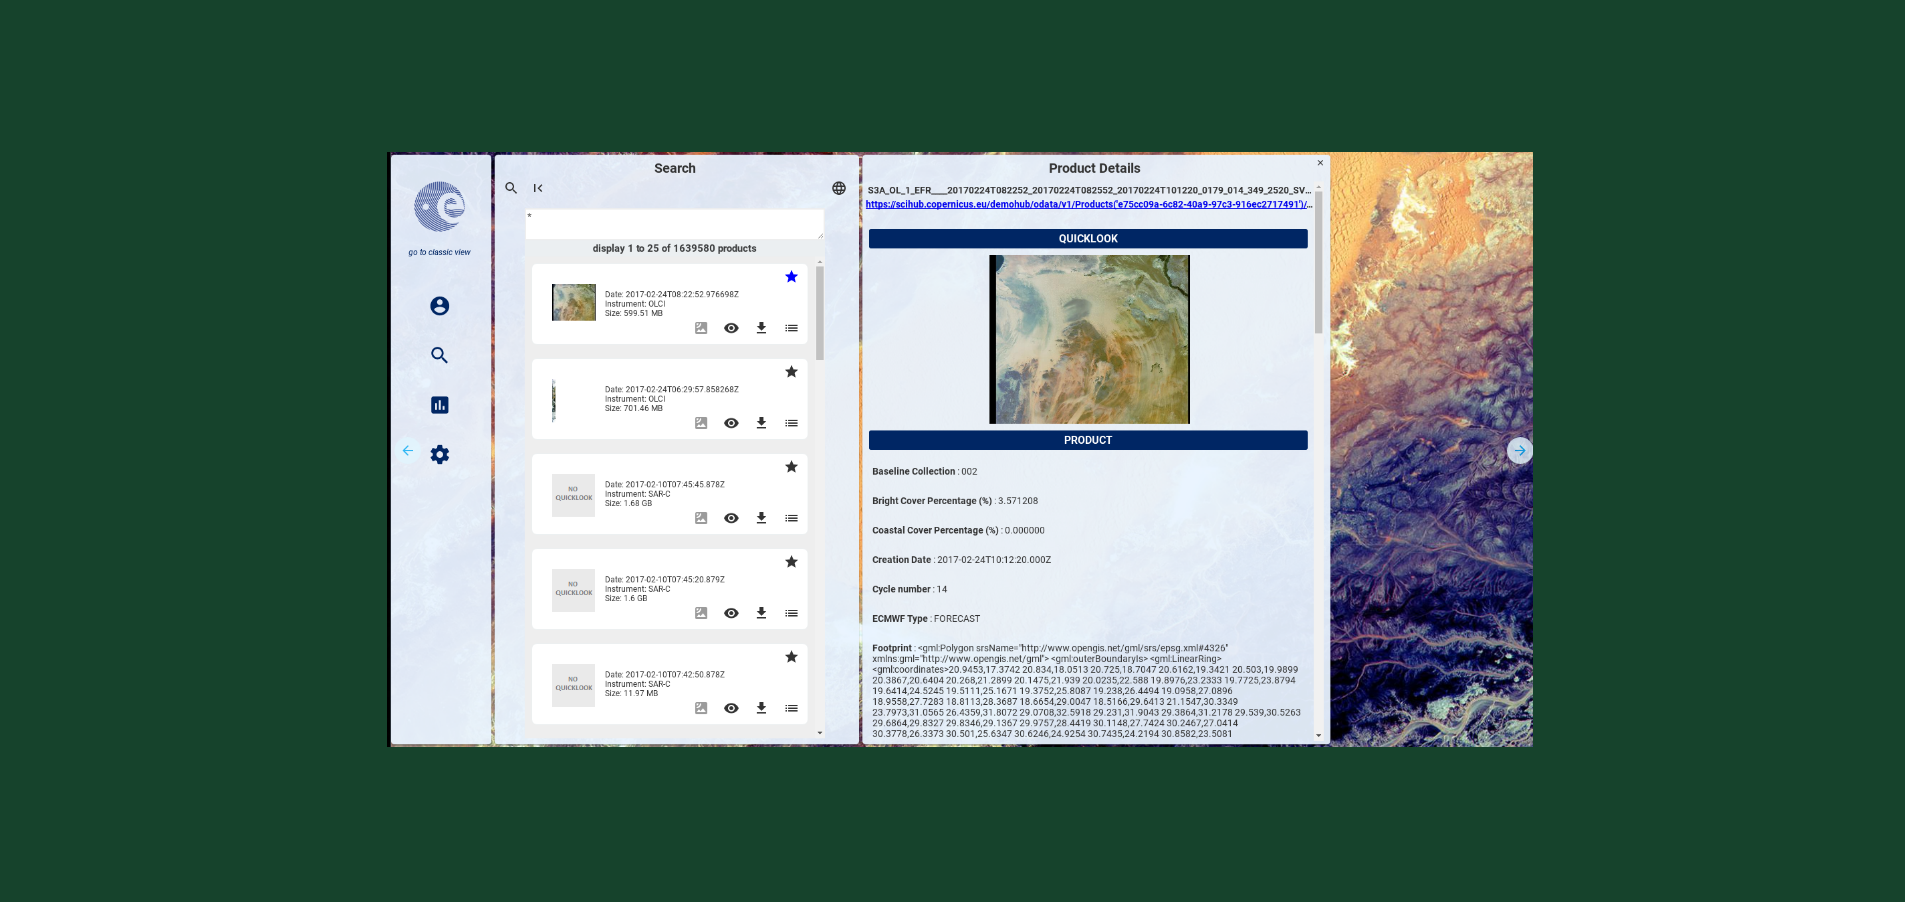 go to classic view
Search
*
display 1 to 25 of 1639580 products
Date: 2017-02-24T08:22:52.976698Z
Instrument: OLCI
Size: 599.51 MB
Date: 2017-02-24T06:29:57.858268Z
Instrument: OLCI
Size: 701.46 MB
NO
QUICKLOOK
Date: 2017-02-10T07:45:45.878Z
Instrument: SAR-C
Size: 1.68 GB
NO
QUICKLOOK
Date: 2017-02-10T07:45:20.879Z
Instrument: SAR-C
Size: 1.6 GB
NO
QUICKLOOK
Date: 2017-02-10T07:42:50.878Z
Instrument: SAR-C
Size: 11.97 MB
Product Details
S3A_OL_1_EFR____20170224T082252_20170224T082552_20170224T101220_0179_014_349_2520_SV...
https://scihub.copernicus.eu/demohub/odata/v1/Products('e75cc09a-6c82-40a9-97c3-916ec2717491')/...
QUICKLOOK
PRODUCT
Baseline Collection : 002
Bright Cover Percentage (%) : 3.571208
Coastal Cover Percentage (%) : 0.000000
Creation Date : 2017-02-24T10:12:20.000Z
Cycle number : 14
ECMWF Type : FORECAST
Footprint : <gml:Polygon srsName="http://www.opengis.net/gml/srs/epsg.xml#4326"
xmlns:gml="http://www.opengis.net/gml"> <gml:outerBoundaryIs> <gml:LinearRing>
<gml:coordinates>20.9453,17.3742 20.834,18.0513 20.725,18.7047 20.6162,19.3421 20.503,19.9899
20.3867,20.6404 20.268,21.2899 20.1475,21.939 20.0235,22.588 19.8976,23.2333 19.7725,23.8794
19.6414,24.5245 19.5111,25.1671 19.3752,25.8087 19.238,26.4494 19.0958,27.0896
18.9558,27.7283 18.8113,28.3687 18.6654,29.0047 18.5166,29.6413 21.1547,30.3349
23.7973,31.0565 26.4359,31.8072 29.0708,32.5918 29.231,31.9043 29.3864,31.2178 29.539,30.5263
29.6864,29.8327 29.8346,29.1367 29.9757,28.4419 30.1148,27.7424 30.2467,27.0414
30.3778,26.3373 30.501,25.6347 30.6246,24.9254 30.7435,24.2194 30.8582,23.5081